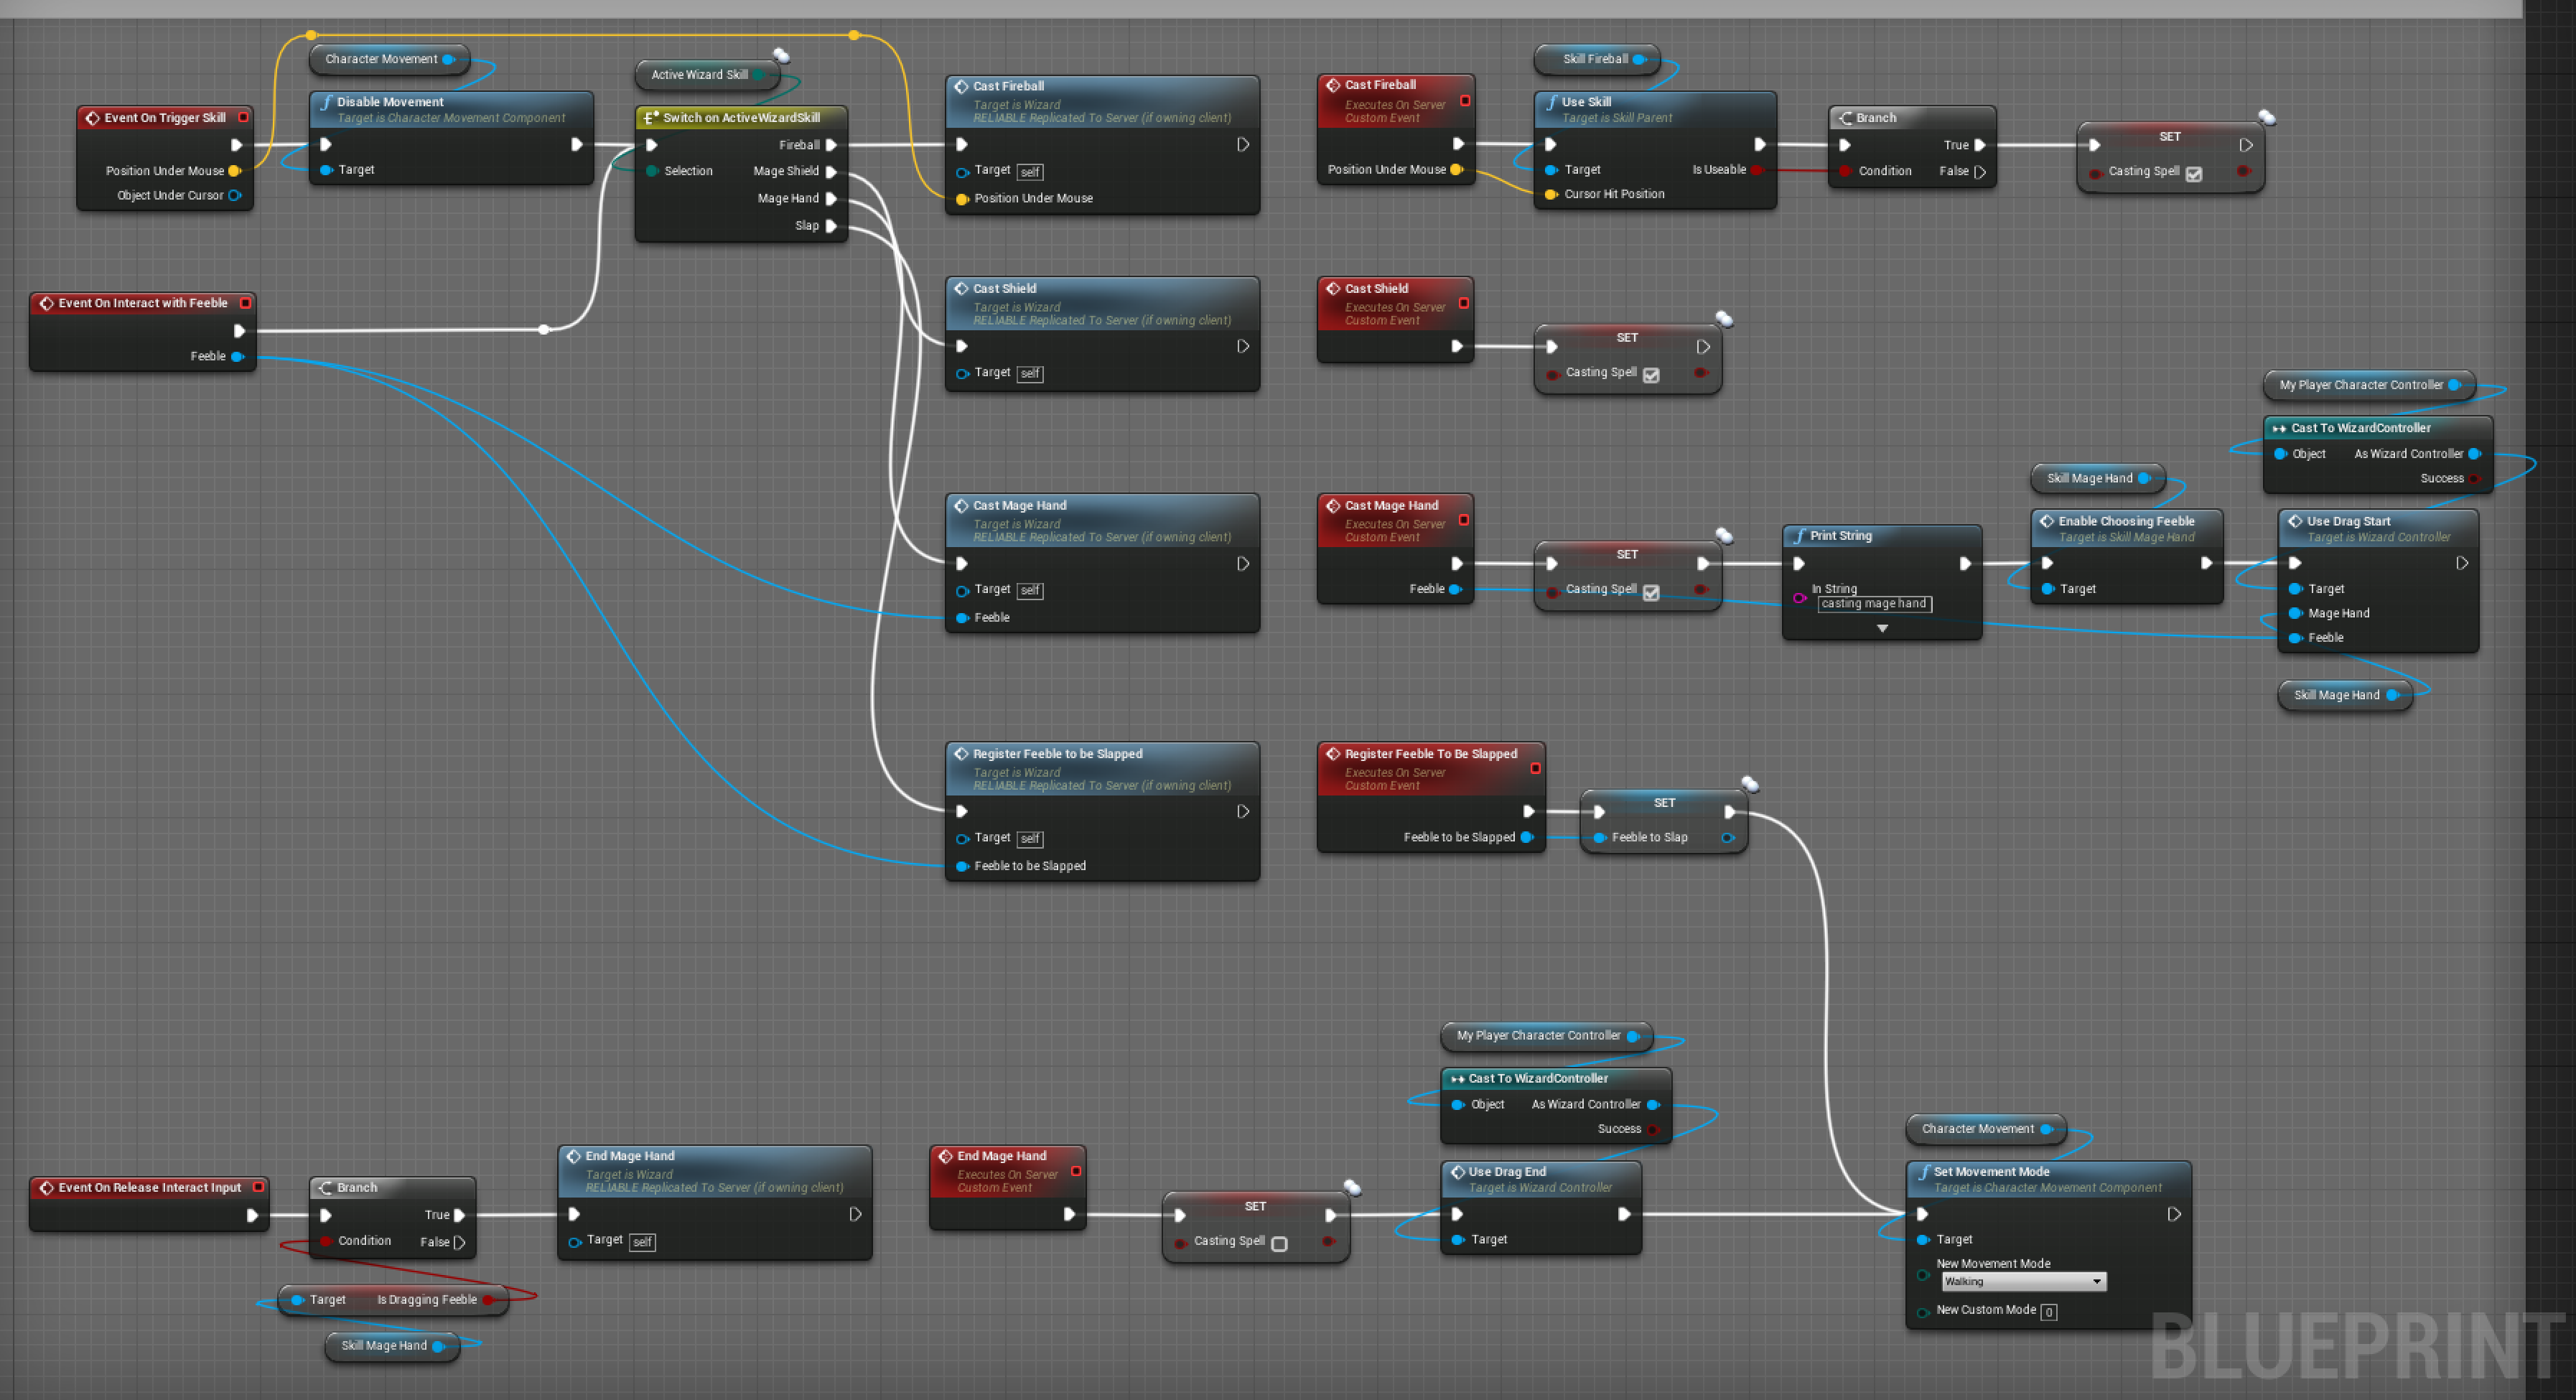 Character Movement
Active Wizard Skill
Event On Trigger Skill
Position Under Mouse
Object Under Cursor
Disable Movement
Target is Character Movement Component
Target
Switch on ActiveWizardSkill
Selection
Fireball
Mage Shield
Mage Hand
Slap
Cast Fireball
Target is Wizard
RELIABLE Replicated To Server (if owning client)
Target self
Position Under Mouse
Cast Fireball
Executes On Server
Custom Event
Position Under Mouse
Skill Fireball
Use Skill
Target is Skill Parent
Target Is Useable
Cursor Hit Position
Branch
True
Condition False
SET
Casting Spell
Event On Interact with Feeble
Feeble
Cast Shield
Target is Wizard
RELIABLE Replicated To Server (if owning client)
Target self
Cast Shield
Executes On Server
Custom Event
SET
Casting Spell
Cast Mage Hand
Target is Wizard
RELIABLE Replicated To Server (if owning client)
Target self
Feeble
Cast Mage Hand
Executes On Server
Custom Event
Feeble
SET
Casting Spell
Print String
In String
casting mage hand
Skill Mage Hand
Enable Choosing Feeble
Target is Skill Mage Hand
Target
My Player Character Controller
Cast To WizardController
Object As Wizard Controller
Success
Use Drag Start
Target is Wizard Controller
Target
Mage Hand
Feeble
Skill Mage Hand
Register Feeble to be Slapped
Target is Wizard
RELIABLE Replicated To Server (if owning client)
Target self
Feeble to be Slapped
Register Feeble To Be Slapped
Executes On Server
Custom Event
Feeble to be Slapped
SET
Feeble to Slap
Event On Release Interact Input
Branch
True
Condition False
Target Is Dragging Feeble
Skill Mage Hand
End Mage Hand
Target is Wizard
RELIABLE Replicated To Server (if owning client)
Target self
End Mage Hand
Executes On Server
Custom Event
SET
Casting Spell
My Player Character Controller
Cast To WizardController
Object As Wizard Controller
Success
Use Drag End
Target is Wizard Controller
Target
Character Movement
Set Movement Mode
Target is Character Movement Component
Target
New Movement Mode
Walking
New Custom Mode 0
BLUEPRINT